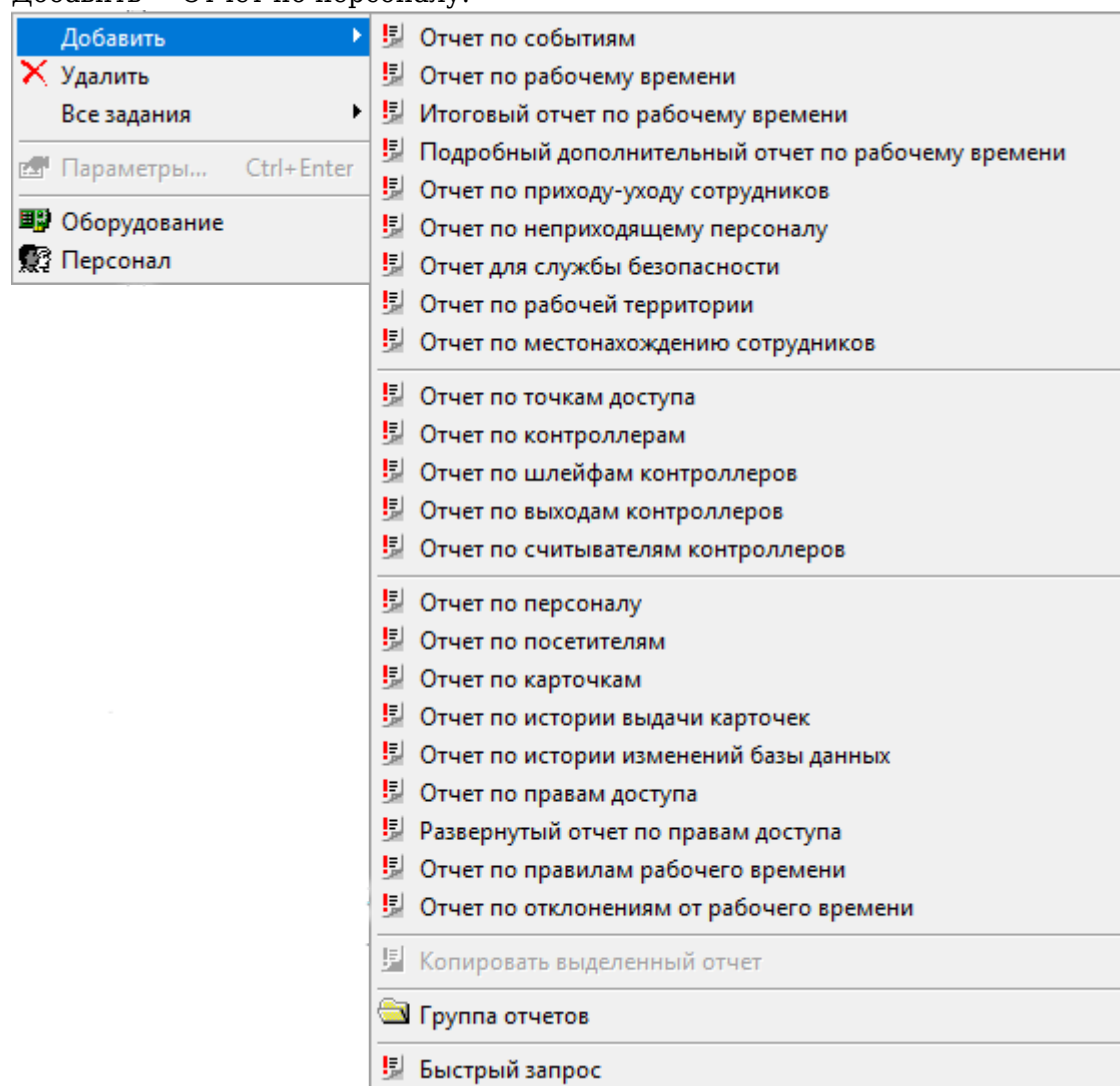 Добавить – Отчет по персоналу.
Добавить
Удалить
Все задания
Параметры... Ctrl+Enter
Оборудование
Персонал
Отчет по событиям
Отчет по рабочему времени
Итоговый отчет по рабочему времени
Подробный дополнительный отчет по рабочему времени
Отчет по приходу-уходу сотрудников
Отчет по неприходящему персоналу
Отчет для службы безопасности
Отчет по рабочей территории
Отчет по местонахождению сотрудников
Отчет по точкам доступа
Отчет по контроллерам
Отчет по шлейфам контроллеров
Отчет по выходам контроллеров
Отчет по считывателям контроллеров
Отчет по персоналу
Отчет по посетителям
Отчет по карточкам
Отчет по истории выдачи карточек
Отчет по истории изменений базы данных
Отчет по правам доступа
Развернутый отчет по правам доступа
Отчет по правилам рабочего времени
Отчет по отклонениям от рабочего времени
Копировать выделенный отчет
Группа отчетов
Быстрый запрос